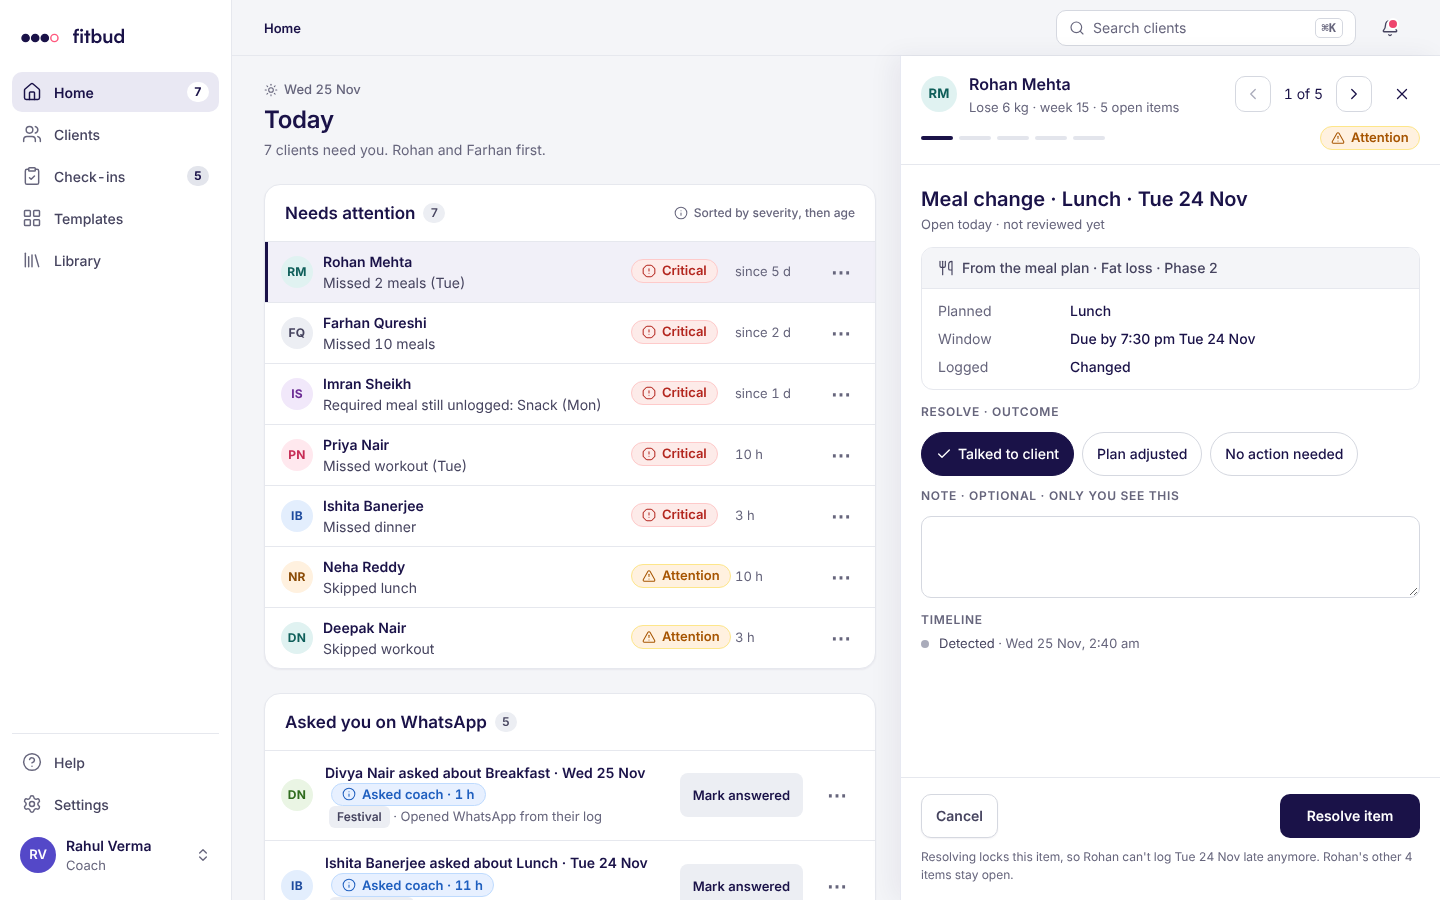 fitbud
Home 7
Clients
Check-ins 5
Templates
Library
Help
Settings
RV Rahul Verma
Coach
Home
Search clients ⌘K
Wed 25 Nov
Today
7 clients need you. Rohan and Farhan first.
Needs attention 7 Sorted by severity, then age
RM Rohan Mehta Critical since 5 d
Missed 2 meals (Tue)
FQ Farhan Qureshi Critical since 2 d
Missed 10 meals
IS Imran Sheikh Critical since 1 d
Required meal still unlogged: Snack (Mon)
PN Priya Nair Critical 10 h
Missed workout (Tue)
IB Ishita Banerjee Critical 3 h
Missed dinner
NR Neha Reddy Attention 10 h
Skipped lunch
DN Deepak Nair Attention 3 h
Skipped workout
Asked you on WhatsApp 5
Divya Nair asked about Breakfast · Wed 25 Nov
DN Asked coach · 1 h Mark answered
Festival · Opened WhatsApp from their log
Ishita Banerjee asked about Lunch · Tue 24 Nov
IB Asked coach · 11 h Mark answered
RM Rohan Mehta 1 of 5
Lose 6 kg · week 15 · 5 open items
Attention
Meal change · Lunch · Tue 24 Nov
Open today · not reviewed yet
From the meal plan · Fat loss · Phase 2
Planned Lunch
Window Due by 7:30 pm Tue 24 Nov
Logged Changed
RESOLVE · OUTCOME
Talked to client Plan adjusted No action needed
NOTE · OPTIONAL · ONLY YOU SEE THIS
TIMELINE
Detected · Wed 25 Nov, 2:40 am
Cancel Resolve item
Resolving locks this item, so Rohan can't log Tue 24 Nov late anymore. Rohan's other 4
items stay open.